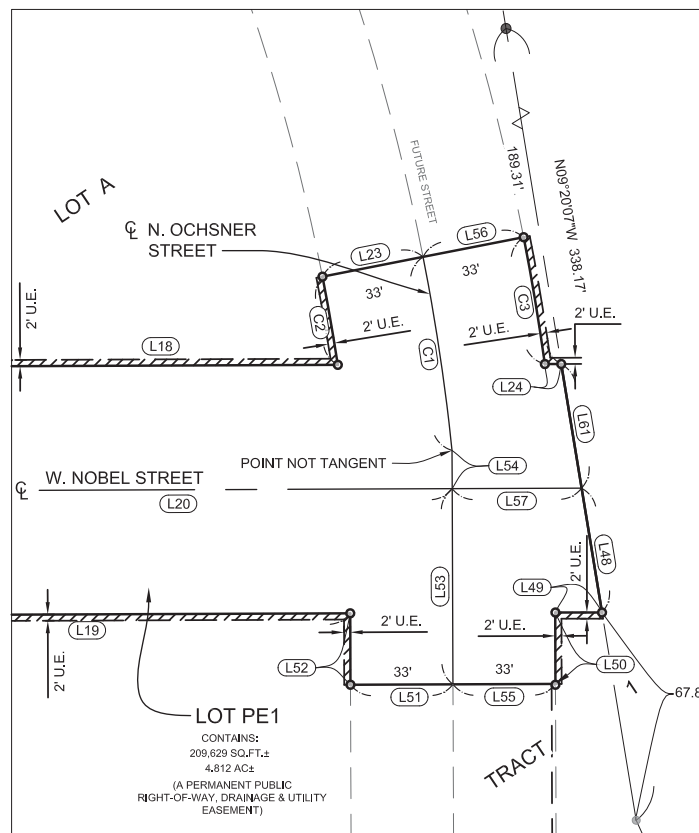 FUTURE STREET
189.31'
N09°20'07"W 338.17'
LOT A
℄ N. OCHSNER
STREET
L23
L56
33'
33'
C2
C3
C1
2' U.E.
2' U.E.
2' U.E.
2' U.E.
L18
L24
L61
POINT NOT TANGENT
L54
℄ W. NOBEL STREET
L20
L57
L48
2' U.E.
L49
L53
2' U.E.
2' U.E.
L19
2' U.E.
L52
L50
33'
33'
L51
L55
1
67.8
LOT PE1
CONTAINS:
209,629 SQ.FT.±
4.812 AC±
(A PERMANENT PUBLIC
RIGHT-OF-WAY, DRAINAGE & UTILITY
EASEMENT)
TRACT